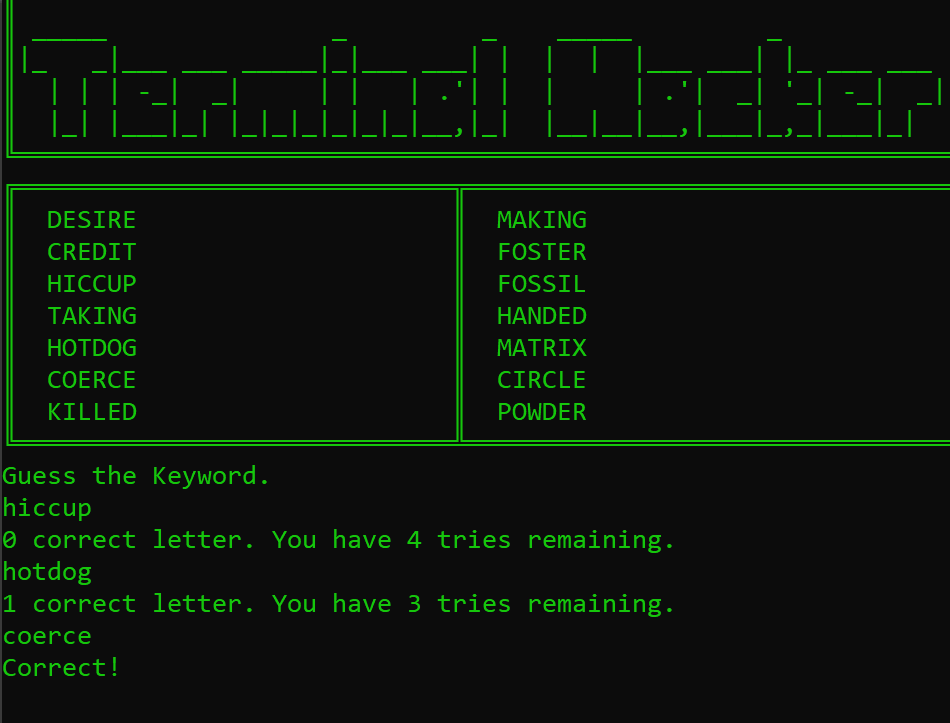 Terminal Hacker
DESIRE MAKING
CREDIT FOSTER
HICCUP FOSSIL
TAKING HANDED
HOTDOG MATRIX
COERCE CIRCLE
KILLED POWDER
Guess the Keyword.
hiccup
0 correct letter. You have 4 tries remaining.
hotdog
1 correct letter. You have 3 tries remaining.
coerce
Correct!